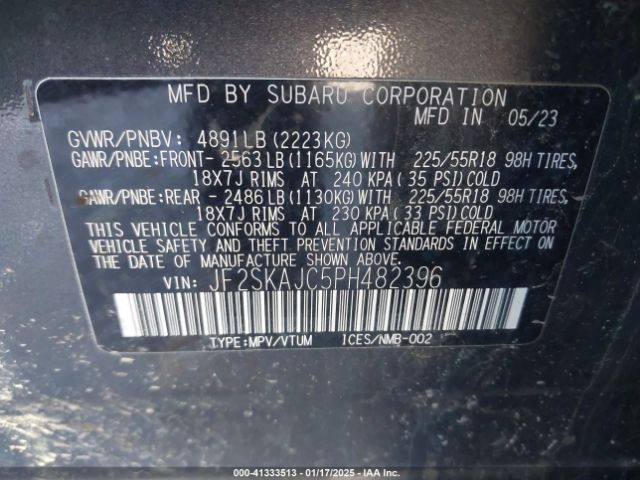 MFD BY SUBARU CORPORATION
MFD IN 05/23
GVWR/PNBV: 4891LB(2223KG)
GAWR/PNBE:FRONT- 2563LB(1165KG)WITH 225/55R18 98H TIRES,
18X7J RIMS AT 240 KPA(35 PSI)COLD
GAWR/PNBE:REAR - 2486LB(1130KG)WITH 225/55R18 98H TIRES,
18X7J RIMS AT 230 KPA(33 PSI)COLD
THIS VEHICLE CONFORMS TO ALL APPLICABLE FEDERAL MOTOR
VEHICLE SAFETY AND THEFT PREVENTION STANDARDS IN EFFECT ON
THE DATE OF MANUFACTURE SHOWN ABOVE.
VIN: JF2SKAJC5PH482396
TYPE:MPV/VTUM ICES/NMB-002
000-41333513 - 01/17/2025 - IAA Inc.